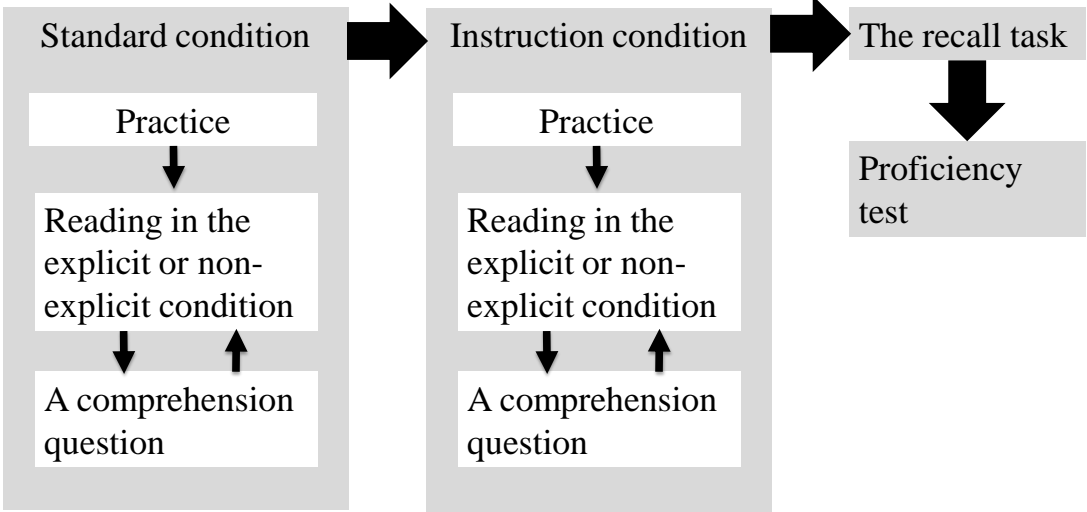 Standard condition
Practice
Reading in the
explicit or non-
explicit condition
A comprehension
question
Instruction condition
Practice
Reading in the
explicit or non-
explicit condition
A comprehension
question
The recall task
Proficiency
test